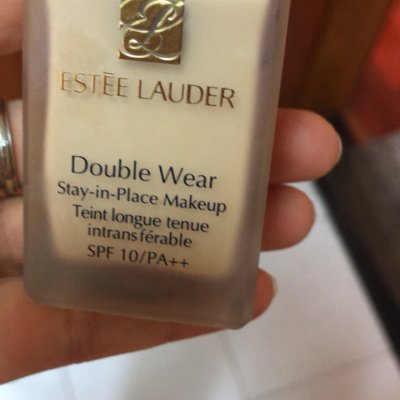 ESTĒE LAUDER
Double Wear
Stay-in-Place Makeup
Teint longue tenue
intransférable
SPF 10/PA++